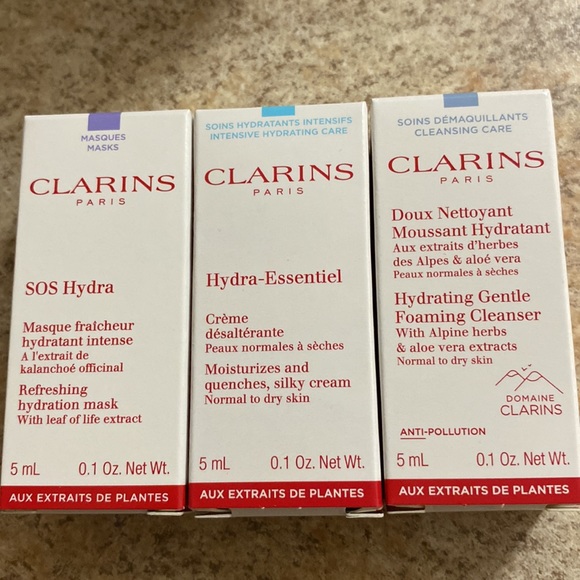 MASQUES
MASKS
CLARINS
PARIS
SOS Hydra
Masque fraîcheur
hydratant intense
A l'extrait de
kalanchoé officinal
Refreshing
hydration mask
With leaf of life extract
5 mL 0.1 Oz. Net Wt.
AUX EXTRAITS DE PLANTES
SOINS HYDRATANTS INTENSIFS
INTENSIVE HYDRATING CARE
CLARINS
PARIS
Hydra-Essentiel
Crème
désaltérante
Peaux normales à sèches
Moisturizes and
quenches, silky cream
Normal to dry skin
5 mL 0.1 Oz. Net Wt.
AUX EXTRAITS DE PLANTES
SOINS DÉMAQUILLANTS
CLEANSING CARE
CLARINS
PARIS
Doux Nettoyant
Moussant Hydratant
Aux extraits d'herbes
des Alpes & aloé vera
Peaux normales à sèches
Hydrating Gentle
Foaming Cleanser
With Alpine herbs
& aloe vera extracts
Normal to dry skin
DOMAINE
CLARINS
ANTI-POLLUTION
5 mL 0.1 Oz. Net Wt.
AUX EXTRAITS DE PLANTES